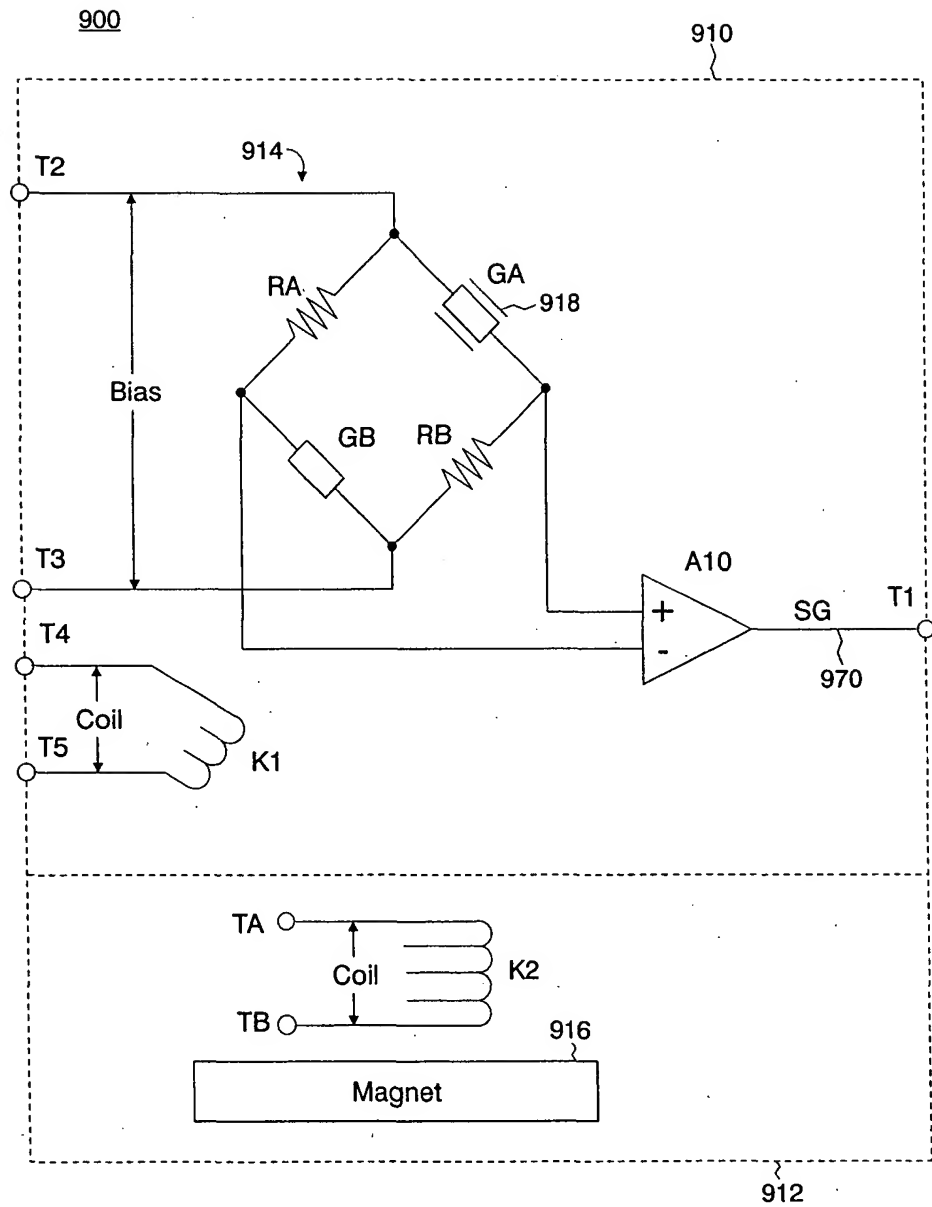 900
910
T2
914
RA
GA
918
Bias
GB
RB
T3
A10
T4
+
SG
T1
-
970
Coil
T5
K1
TA
Coil
K2
TB
916
Magnet
912